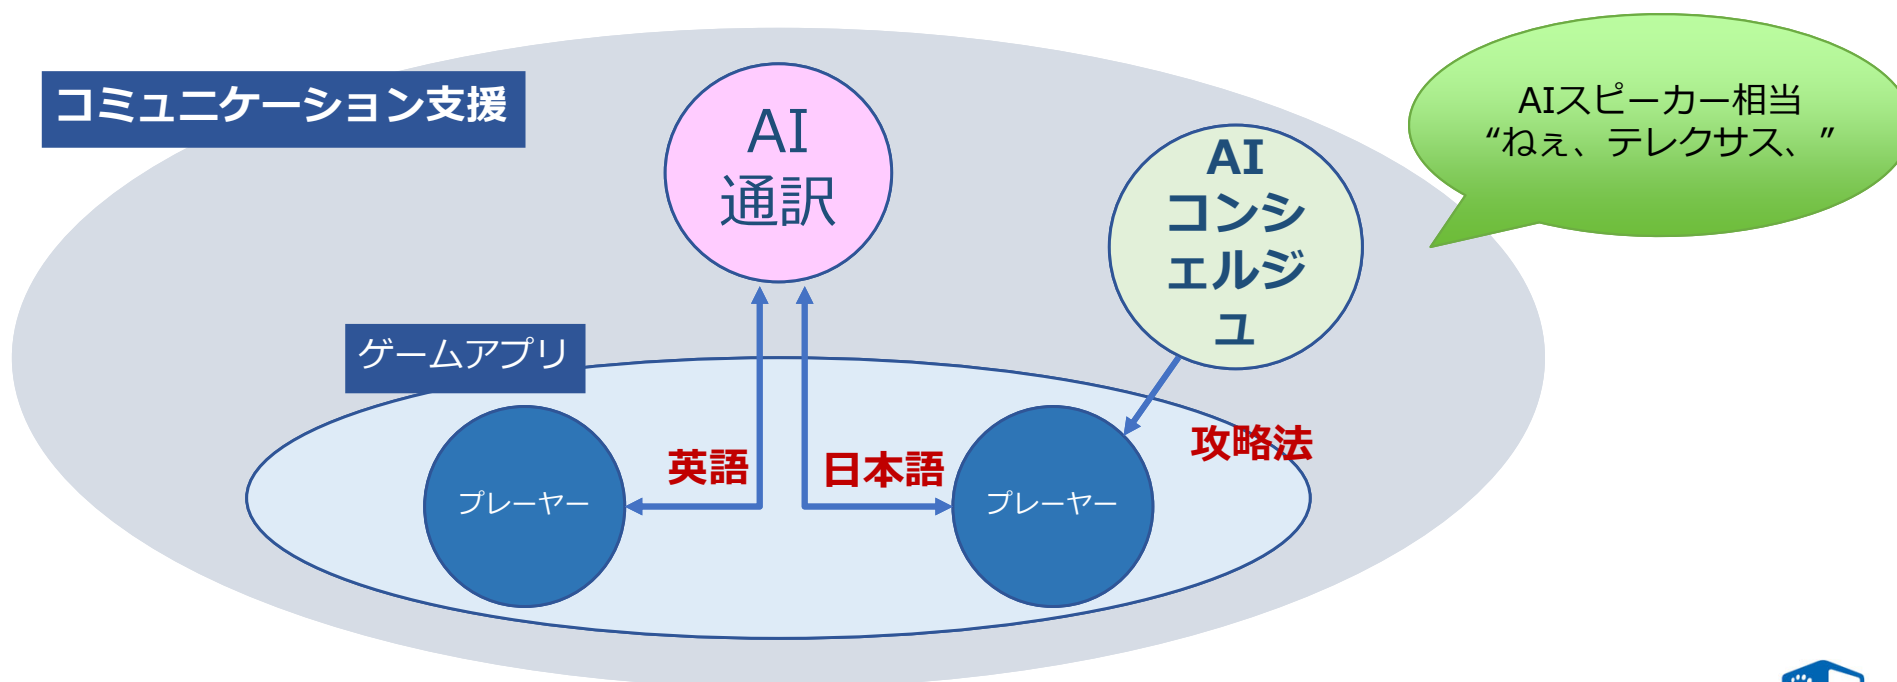 コミュニケーション支援
AI
通訳
AI
コンシ
ェルジ
ュ
AIスピーカー相当
“ねぇ、テレクサス、”
ゲームアプリ
プレーヤー
英語
日本語
プレーヤー
攻略法